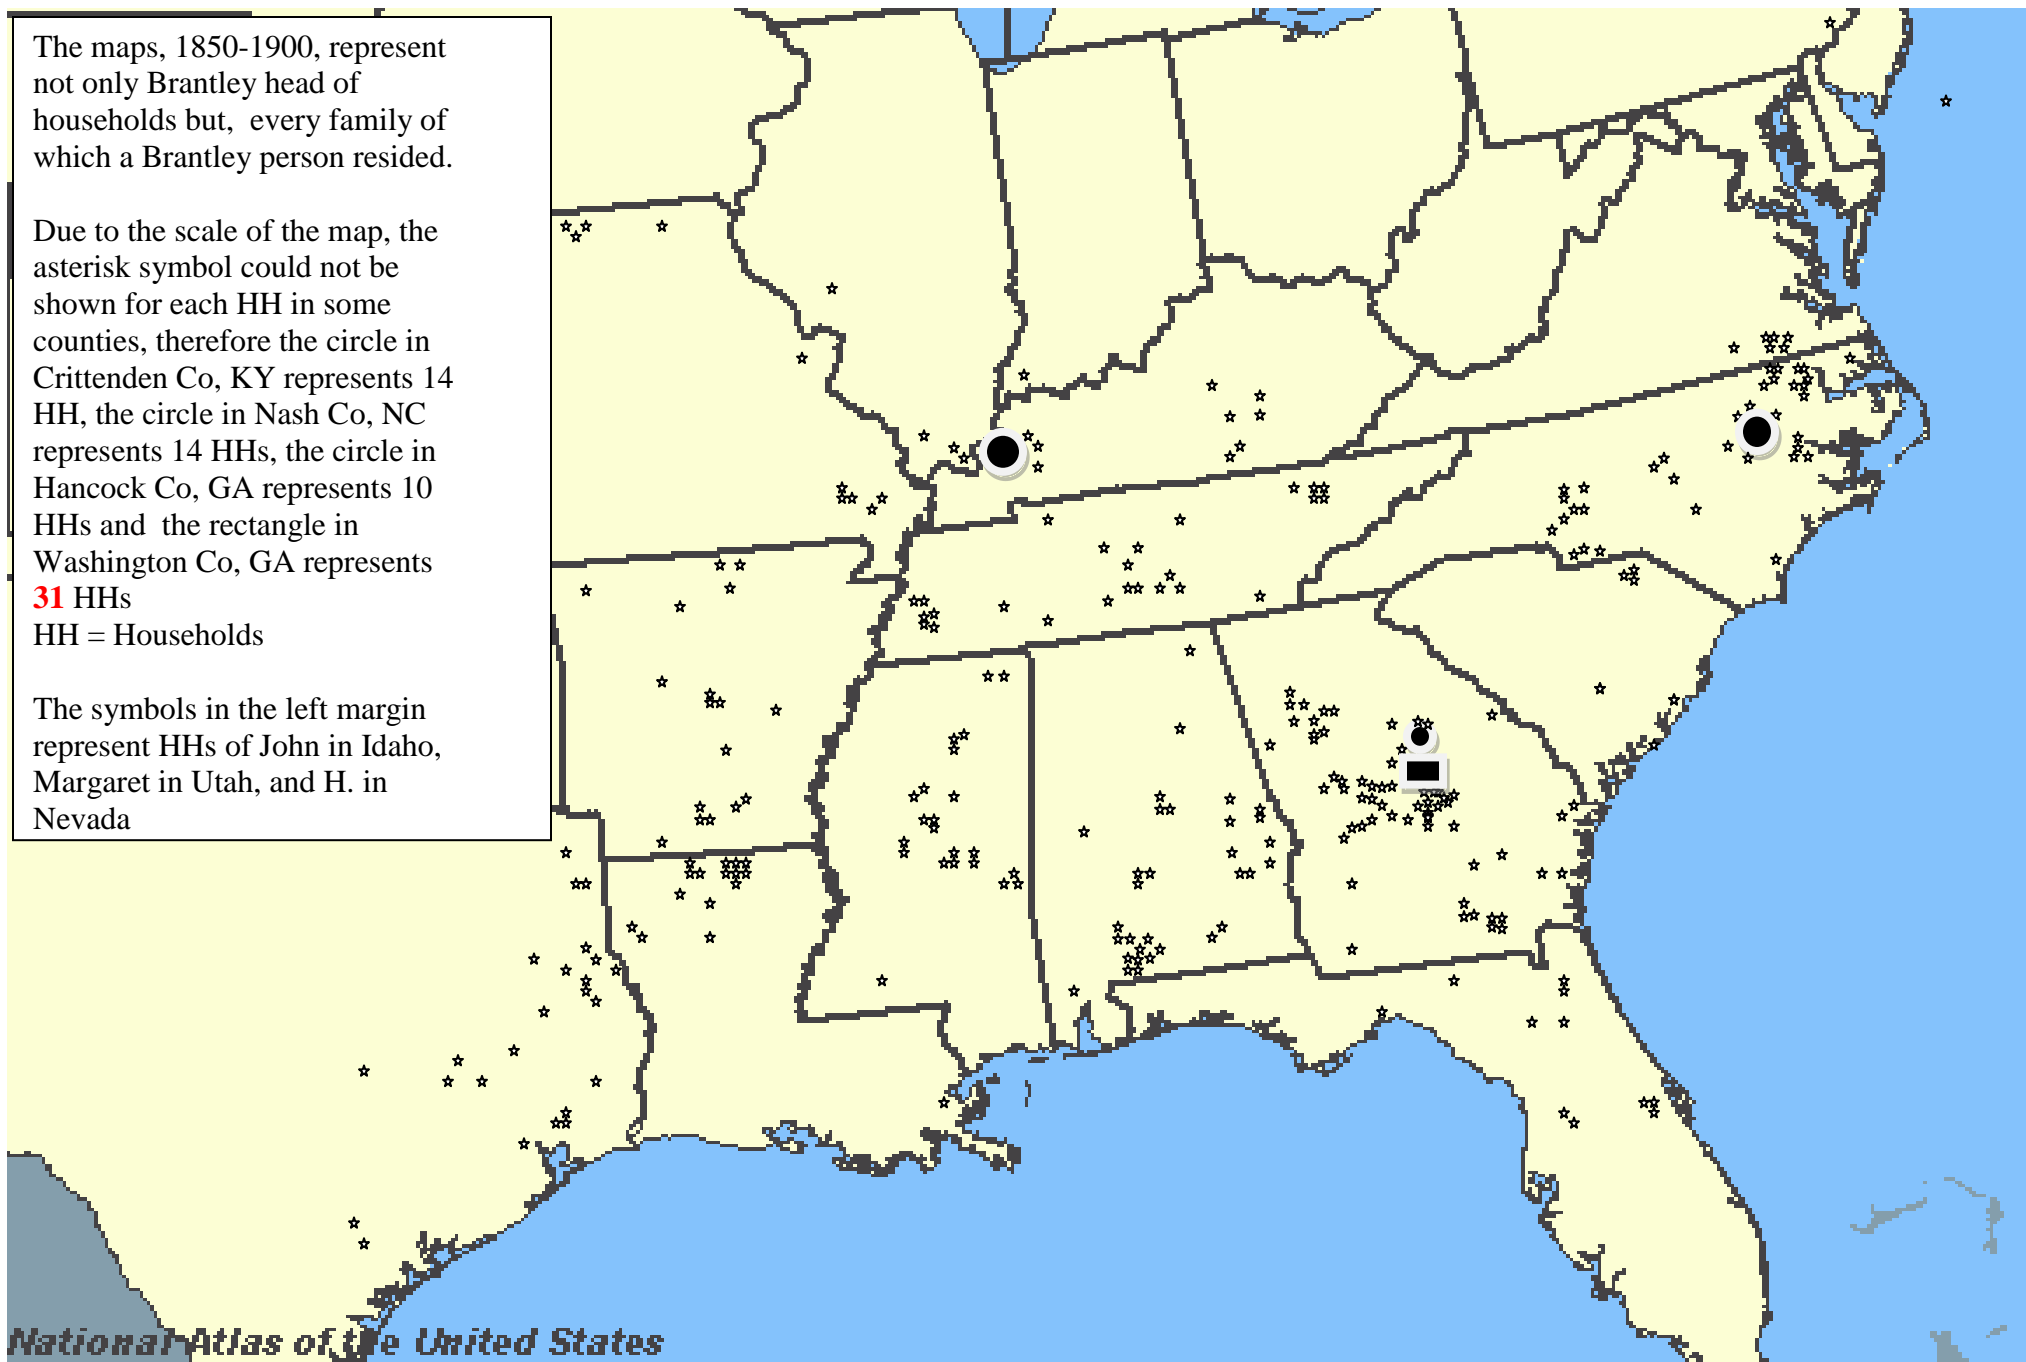 The maps, 1850-1900, represent
not only Brantley head of
households but,  every family of
which a Brantley person resided.
Due to the scale of the map, the
asterisk symbol could not be
shown for each HH in some
counties, therefore the circle in
Crittenden Co, KY represents 14
HH, the circle in Nash Co, NC
represents 14 HHs, the circle in
Hancock Co, GA represents 10
HHs and  the rectangle in
Washington Co, GA represents
31 HHs
HH = Households
The symbols in the left margin
represent HHs of John in Idaho,
Margaret in Utah, and H. in
Nevada
National Atlas of the United States